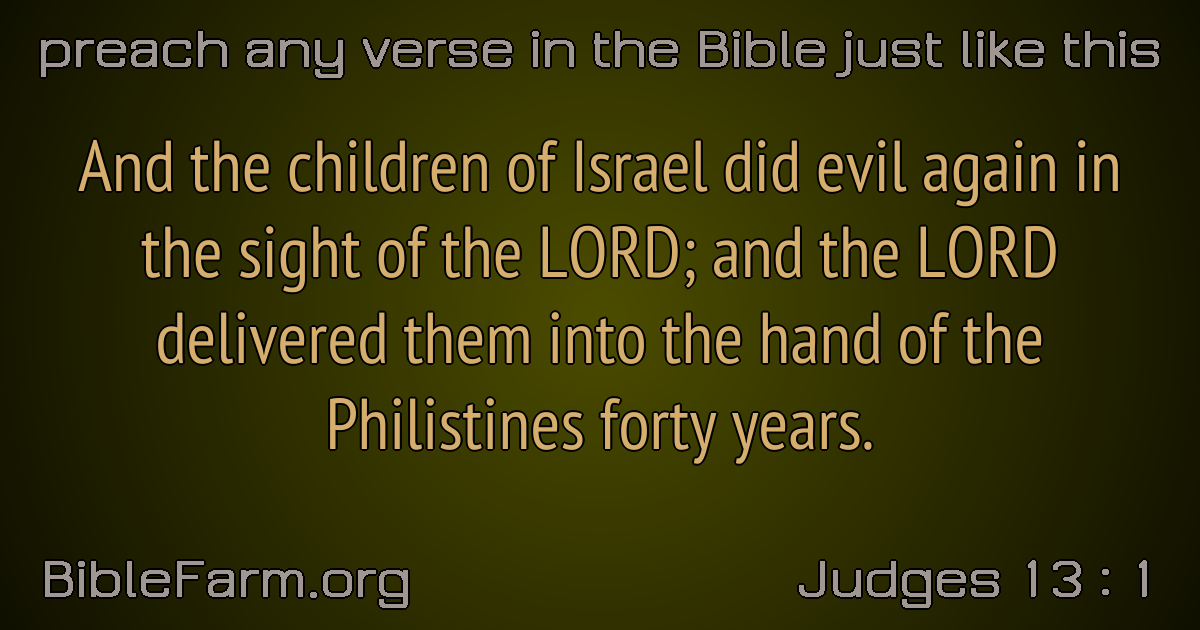 preach any verse in the Bible just like this
And the children of Israel did evil again in
the sight of the LORD; and the LORD
delivered them into the hand of the
Philistines forty years.
BibleFarm.org
Judges 13 : 1